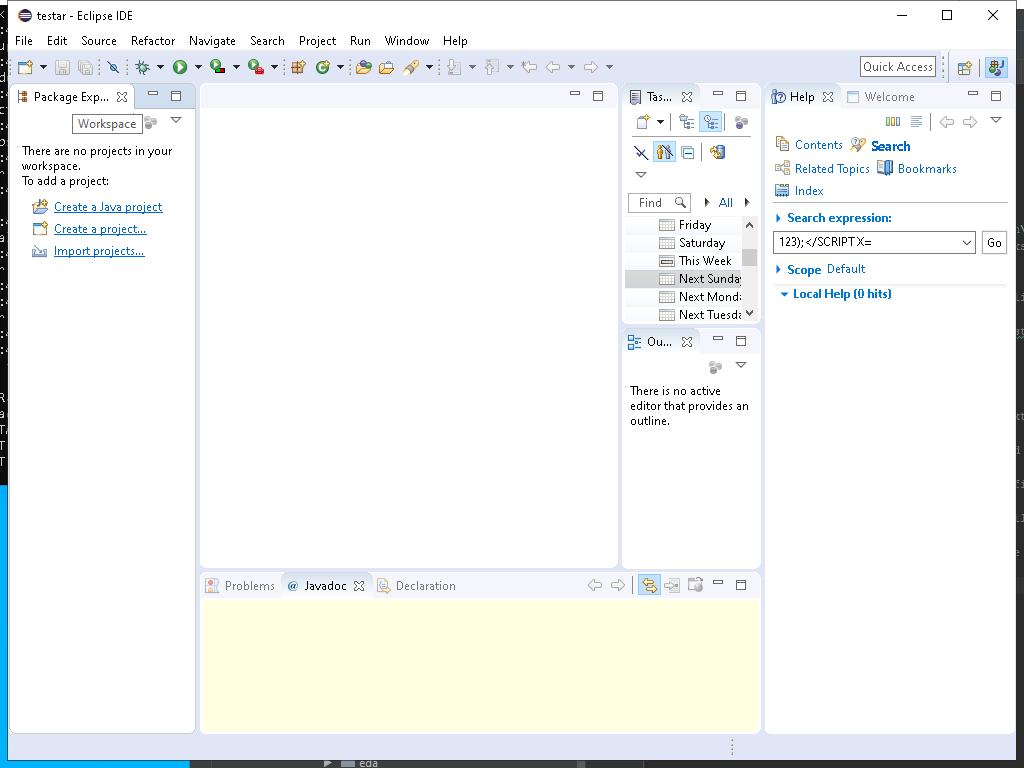 testar - Eclipse IDE
File Edit Source Refactor Navigate Search Project Run Window Help
Quick Access
Package Exp...
Workspace
There are no projects in your
workspace.
To add a project:
Create a Java project
Create a project...
Import projects...
Tas...
Find
All
Friday
Saturday
This Week
Next Sunday
Next Mond
Next Tuesd
Ou...
There is no active
editor that provides an
outline.
Help Welcome
Contents Search
Related Topics Bookmarks
Index
Search expression:
123);</SCRIPT X=
Go
Scope Default
Local Help (0 hits)
Problems @ Javadoc Declaration
eda